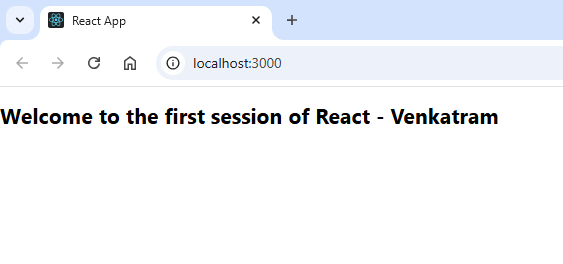 React App
localhost:3000
Welcome to the first session of React - Venkatram